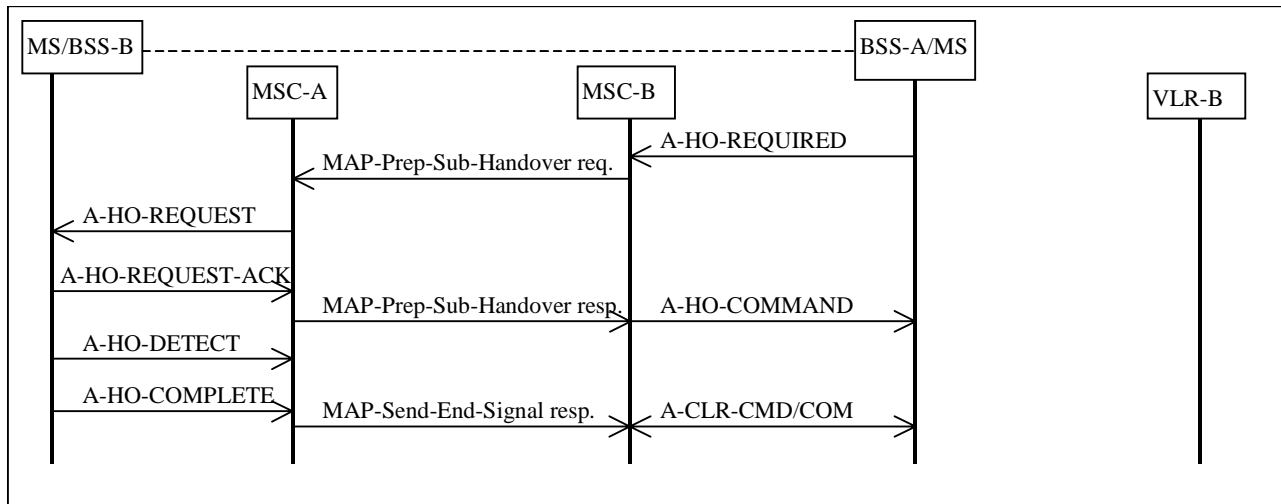 MS/BSS-B
BSS-A/MS
MSC-A
MSC-B
VLR-B
A-HO-REQUIRED
MAP-Prep-Sub-Handover req.
A-HO-REQUEST
A-HO-REQUEST-ACK
MAP-Prep-Sub-Handover resp.
A-HO-COMMAND
A-HO-DETECT
A-HO-COMPLETE
MAP-Send-End-Signal resp.
A-CLR-CMD/COM